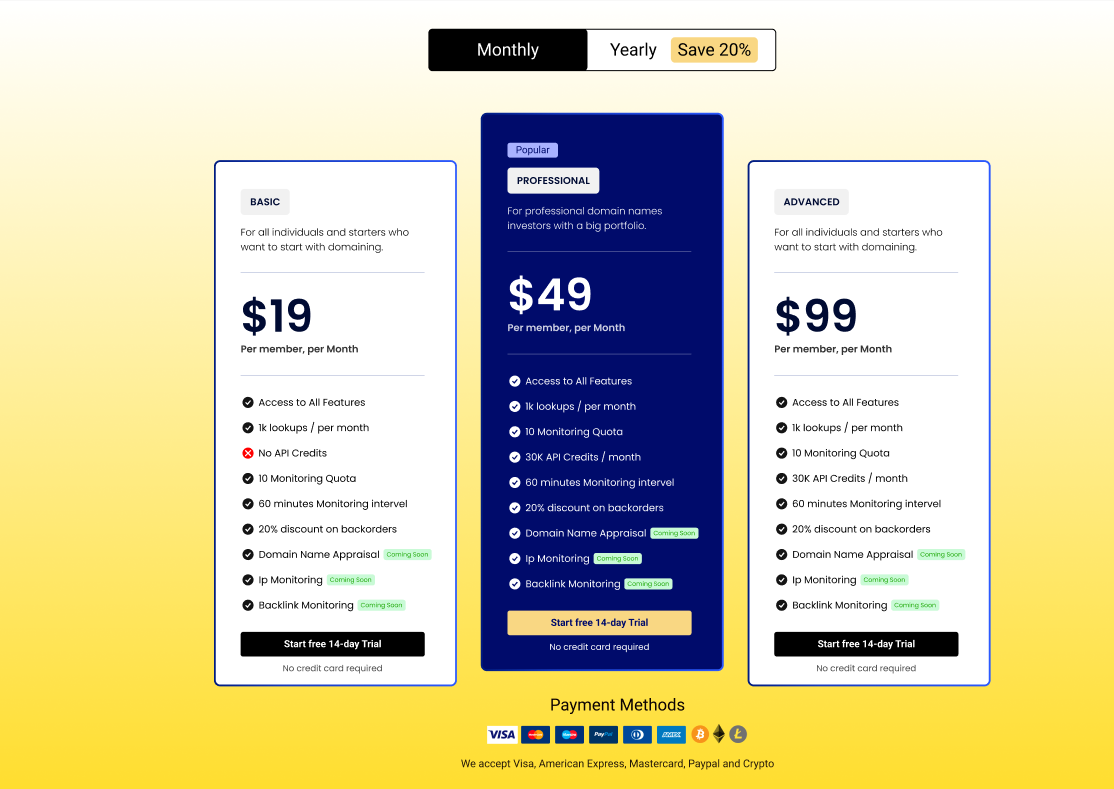 Monthly
Yearly Save 20%
BASIC
For all individuals and starters who
want to start with domaining.
$19
Per member, per Month
Access to All Features
1k lookups / per month
No API Credits
10 Monitoring Quota
60 minutes Monitoring intervel
20% discount on backorders
Domain Name Appraisal Coming Soon
Ip Monitoring Coming Soon
Backlink Monitoring Coming Soon
Start free 14-day Trial
No credit card required
Popular
PROFESSIONAL
For professional domain names
investors with a big portfolio.
$49
Per member, per Month
Access to All Features
1k lookups / per month
10 Monitoring Quota
30K API Credits / month
60 minutes Monitoring intervel
20% discount on backorders
Domain Name Appraisal Coming Soon
Ip Monitoring Coming Soon
Backlink Monitoring Coming Soon
Start free 14-day Trial
No credit card required
ADVANCED
For all individuals and starters who
want to start with domaining.
$99
Per member, per Month
Access to All Features
1k lookups / per month
10 Monitoring Quota
30K API Credits / month
60 minutes Monitoring intervel
20% discount on backorders
Domain Name Appraisal Coming Soon
Ip Monitoring Coming Soon
Backlink Monitoring Coming Soon
Start free 14-day Trial
No credit card required
Payment Methods
VISA PayPal AMEX
We accept Visa, American Express, Mastercard, Paypal and Crypto